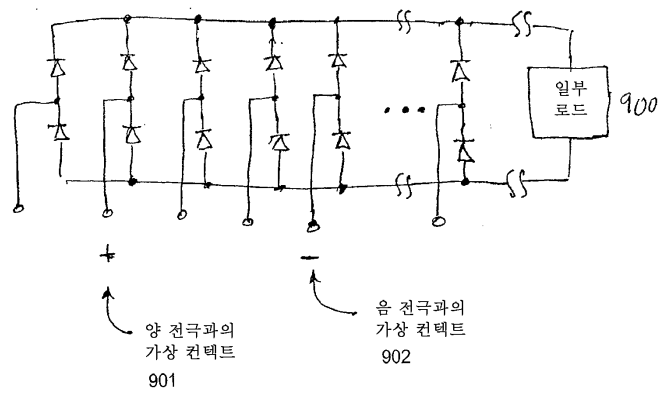 일부
로드
900
+
−
양 전극과의
가상 컨텍트
901
음 전극과의
가상 컨텍트
902